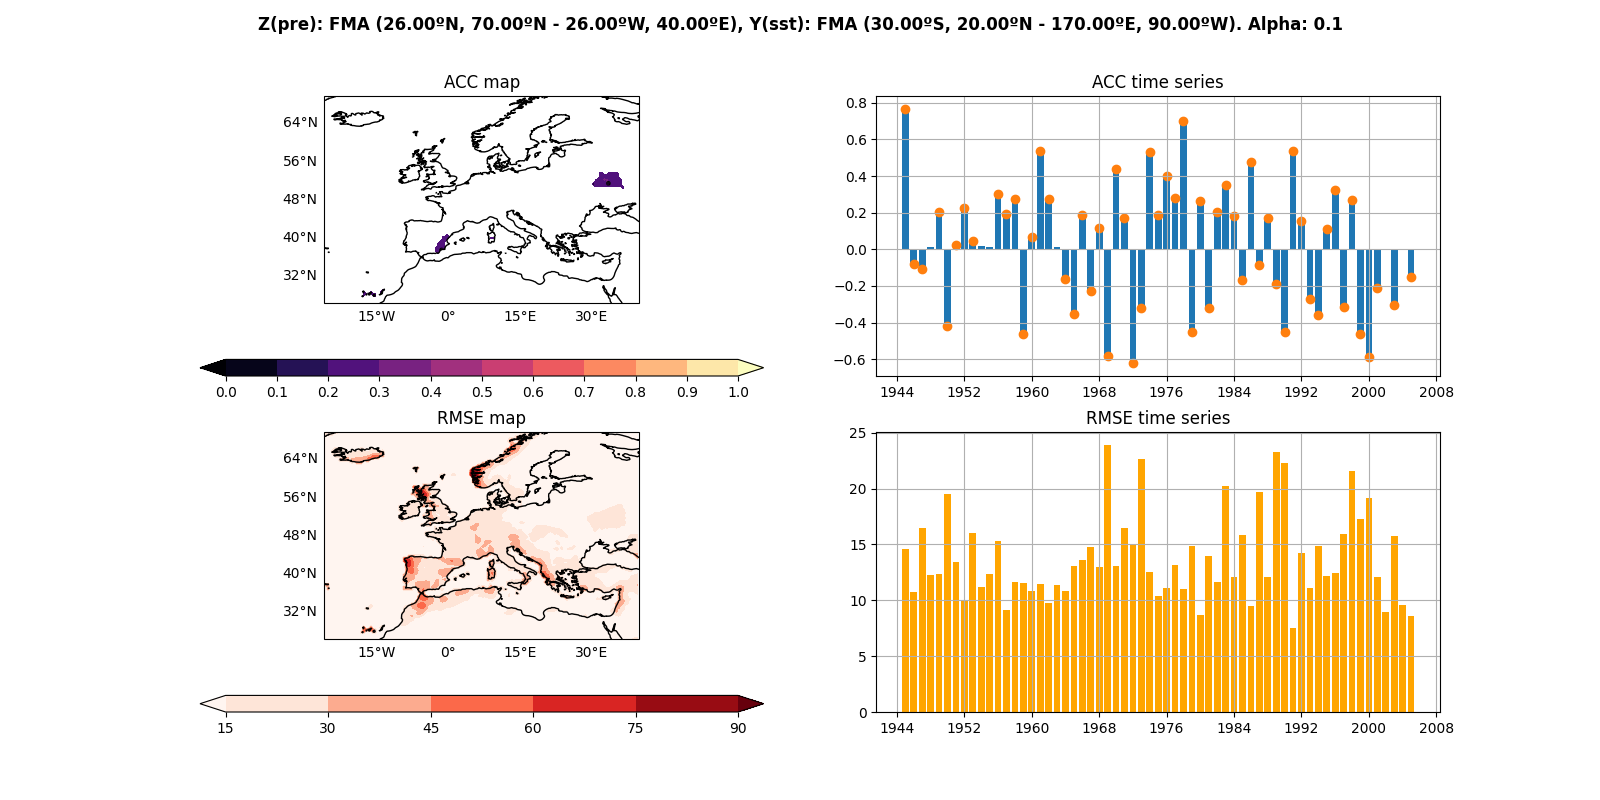 Z(pre): FMA (26.00ºN, 70.00ºN - 26.00ºW, 40.00ºE), Y(sst): FMA (30.00ºS, 20.00ºN - 170.00ºE, 90.00ºW). Alpha: 0.1
ACC map
64°N
56°N
48°N
40°N
32°N
15°W 0° 15°E 30°E
0.0 0.1 0.2 0.3 0.4 0.5 0.6 0.7 0.8 0.9 1.0
ACC time series
0.8
0.6
0.4
0.2
0.0
−0.2
−0.4
−0.6
1944 1952 1960 1968 1976 1984 1992 2000 2008
RMSE map
64°N
56°N
48°N
40°N
32°N
15°W 0° 15°E 30°E
15 30 45 60 75 90
RMSE time series
25
20
15
10
5
0
1944 1952 1960 1968 1976 1984 1992 2000 2008